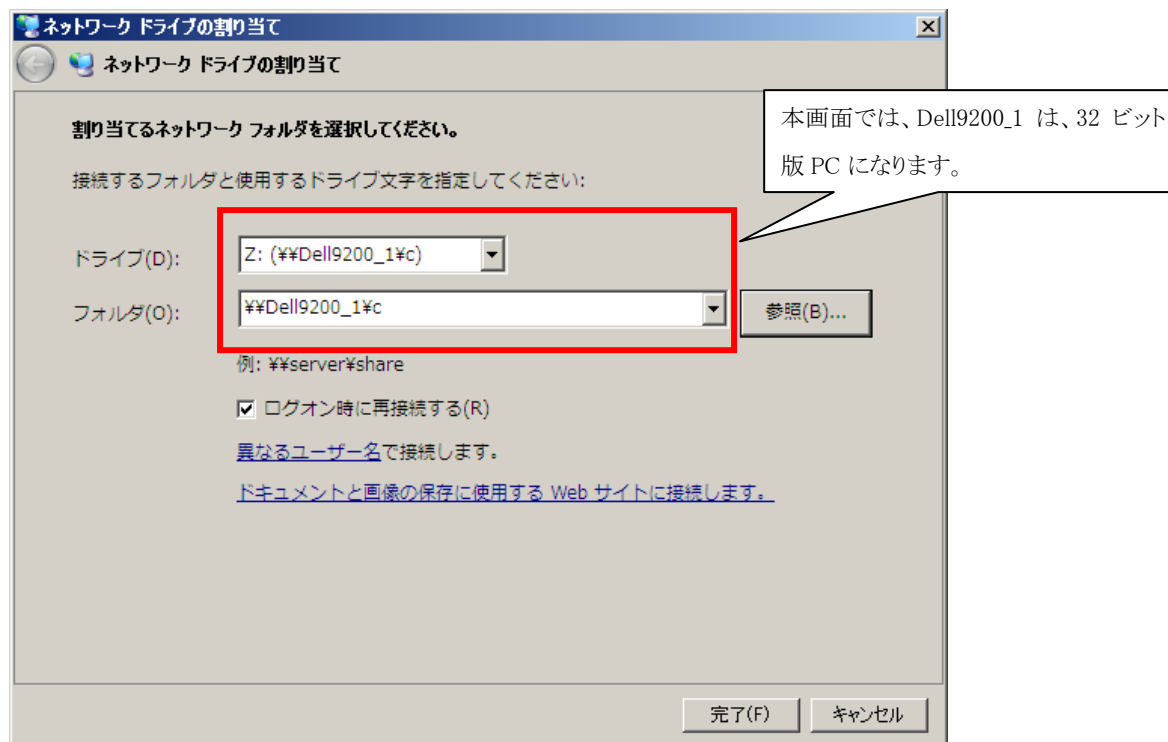 ネットワーク ドライブの割り当て
ネットワーク ドライブの割り当て
本画面では、Dell9200_1 は、32 ビット
版 PC になります。
割り当てるネットワーク フォルダを選択してください。
接続するフォルダと使用するドライブ文字を指定してください:
ドライブ(D): Z: (¥¥Dell9200_1¥c)
フォルダ(O): ¥¥Dell9200_1¥c 参照(B)...
例: ¥¥server¥share
ログオン時に再接続する(R)
異なるユーザー名で接続します。
ドキュメントと画像の保存に使用する Web サイトに接続します。
完了(F) キャンセル